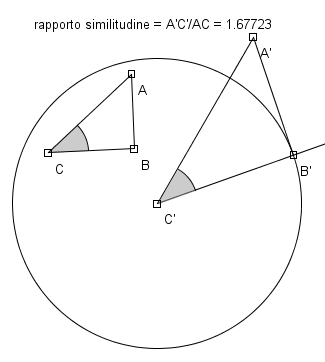 rapporto similitudine = A'C'/AC = 1.67723
A'
A
B
C
B'
C'